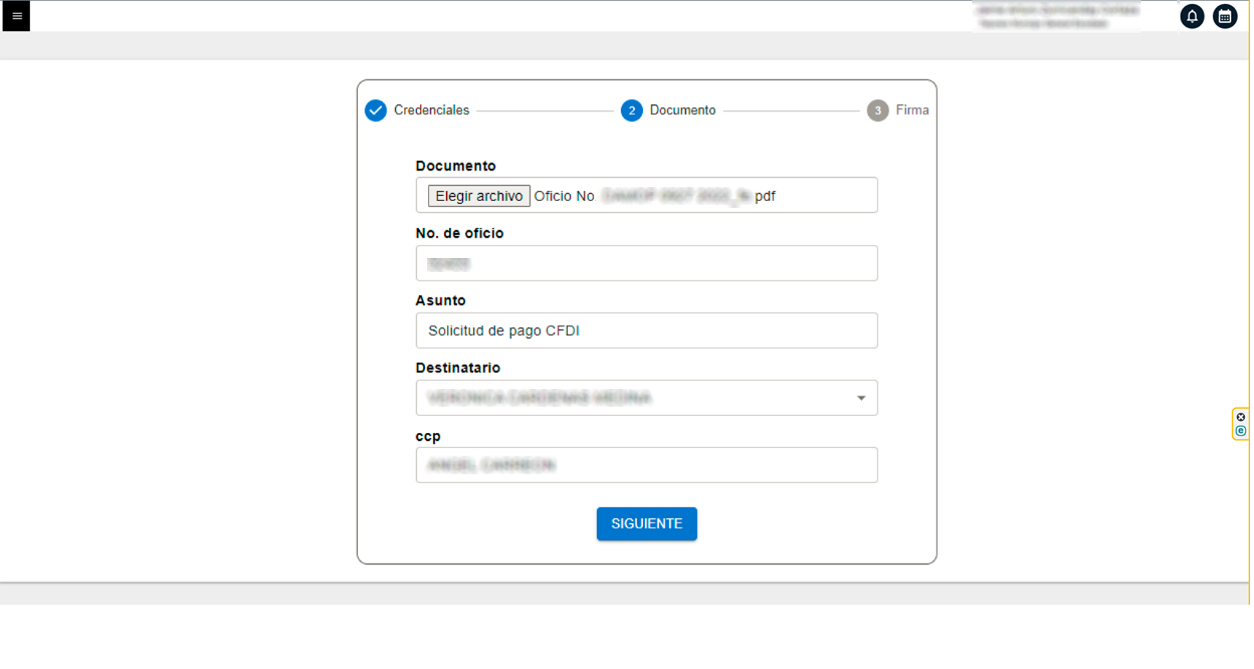 Credenciales
2 Documento
3 Firma
Documento
Elegir archivo Oficio No. pdf
No. de oficio
Asunto
Solicitud de pago CFDI
Destinatario
ccp
SIGUIENTE